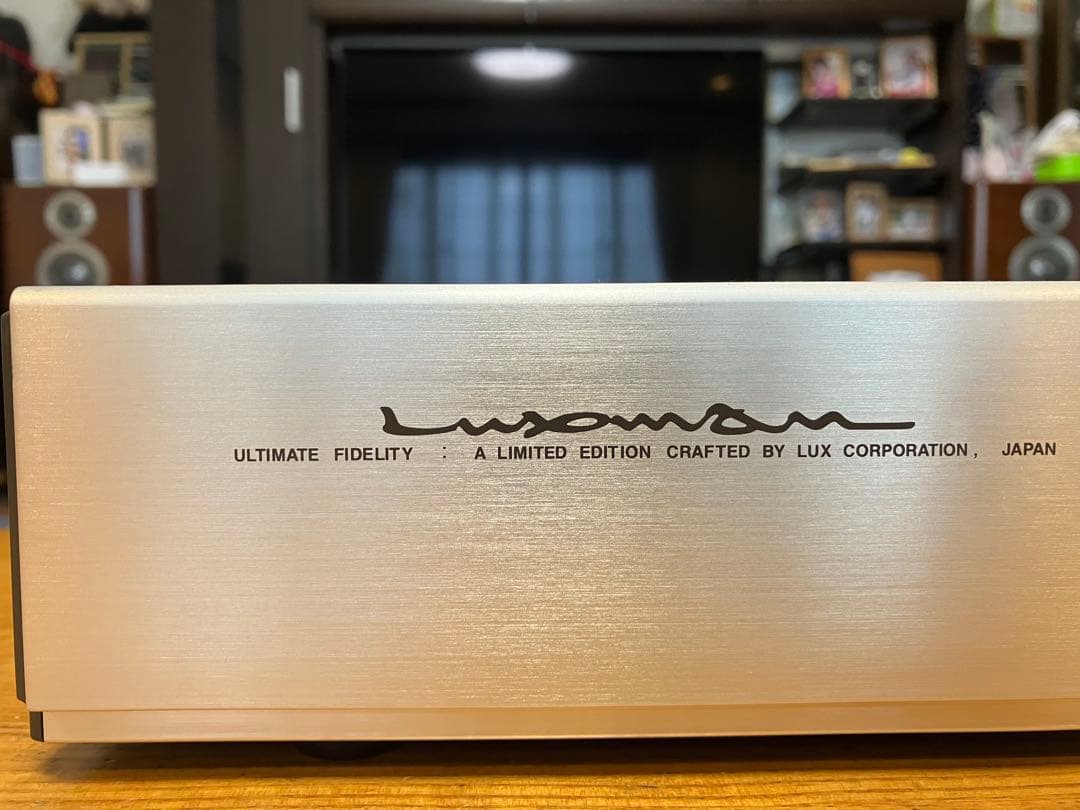 Luxman
ULTIMATE FIDELITY : A LIMITED EDITION CRAFTED BY LUX CORPORATION, JAPAN